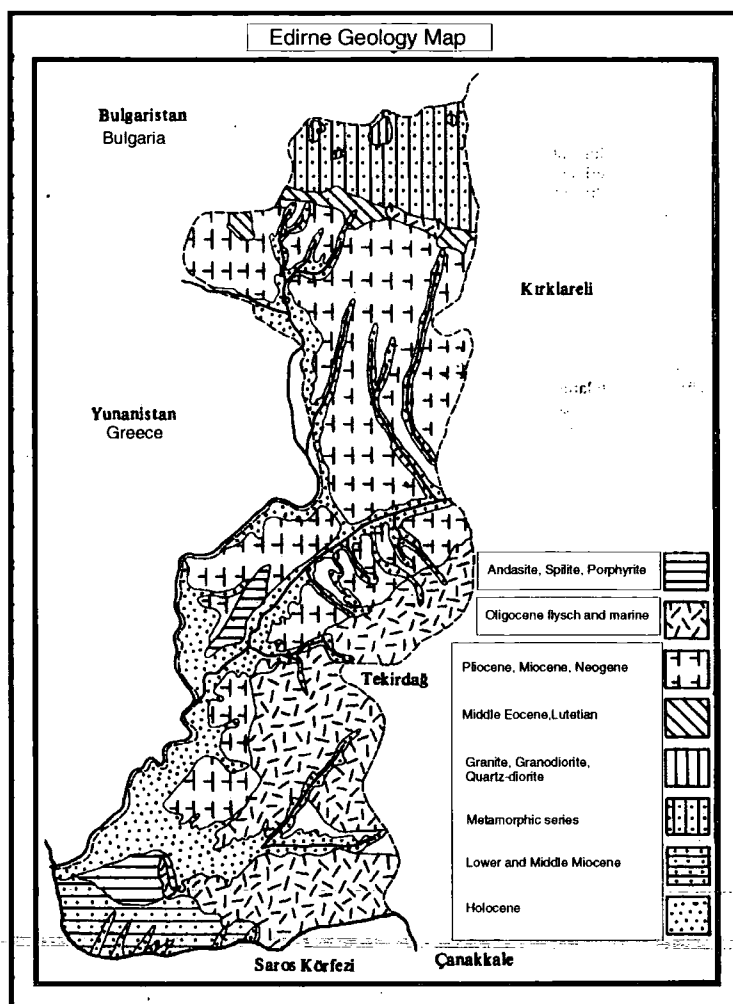 Edirne Geology Map
Bulgaristan
Bulgaria
Kırklareli
Yunanistan
Greece
Andasite, Spilite, Porphyrite
Oligocene flysch and marine
Tekirdağ
Pliocene, Miocene, Neogene
Middle Eocene,Lutetian
Granite, Granodiorite,
Quartz-diorite
Metamorphic series
Lower and Middle Miocene
Holocene
Saros Körfezi
Çanakkale